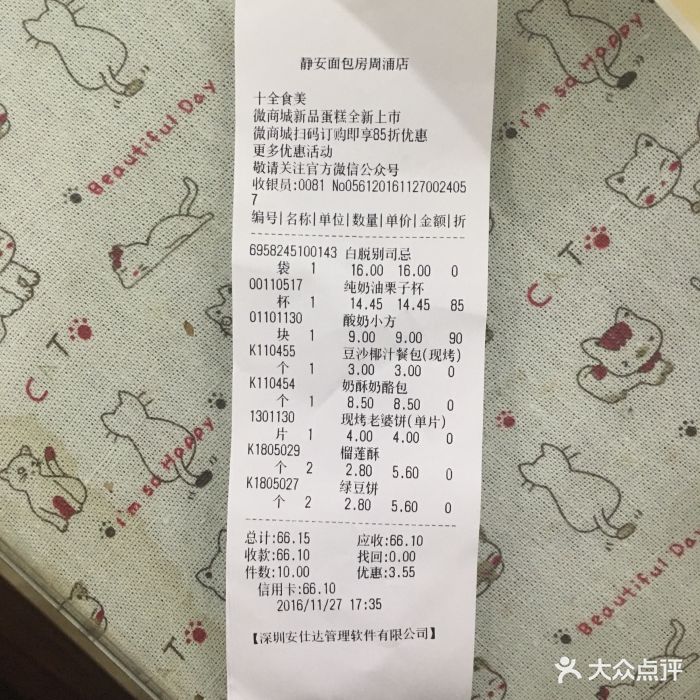 静安面包房周浦店
十全食美
微商城新品蛋糕全新上市
微商城扫码订购即享85折优惠
更多优惠活动
敬请关注官方微信公众号
收银员:0081 No056120161127002405
7
编号|名称|单位|数量|单价|金额|折
6958245100143 白脱别司忌
袋 1 16.00 16.00 0
00110517 纯奶油栗子杯
杯 1 14.45 14.45 85
01101130 酸奶小方
块 1 9.00 9.00 90
K110455 豆沙椰汁餐包(现烤)
个 1 3.00 3.00 0
K110454 奶酥奶酪包
个 1 8.50 8.50 0
1301130 现烤老婆饼(单片)
片 1 4.00 4.00 0
K1805029 榴莲酥
个 2 2.80 5.60 0
K1805027 绿豆饼
个 2 2.80 5.60 0
总计:66.15 应收:66.10
收款:66.10 找回:0.00
件数:10.00 优惠:3.55
信用卡:66.10
2016/11/27 17:35
【深圳安仕达管理软件有限公司】
Beautiful Day
I'm so Happy
CATO
CATO
I'm so Happy
Beautiful Day
TO
大众点评